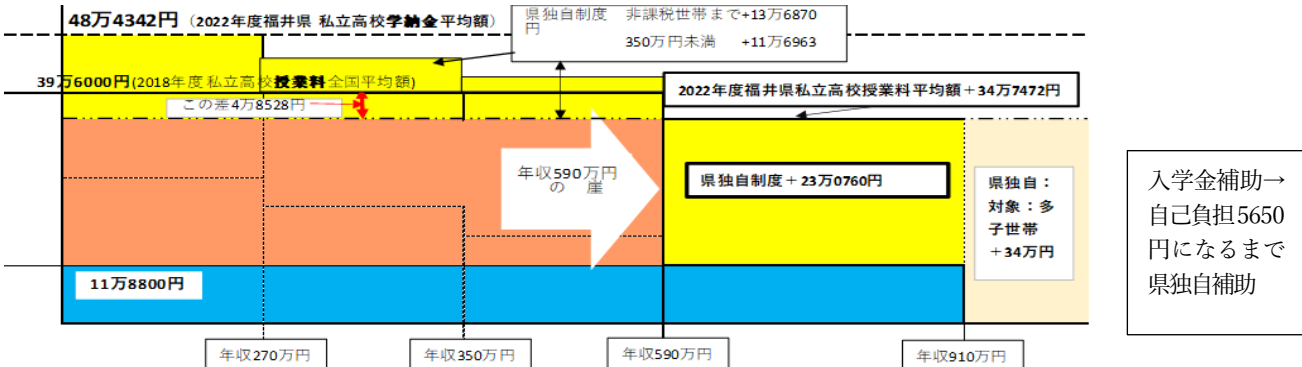 48万4342円（2022年度福井県 私立高校学納金平均額）
県独自制度　非課税世帯まで+13万6870
円
350万円未満　+11万6963
39万6000円(2018年度私立高校授業料全国平均額)
この差4万8528円
2022年度福井県私立高校授業料平均額＋34万7472円
年収590万円
の　崖
県独自制度＋23万0760円
県独自：
対象：多
子世帯
＋34万円
11万8800円
年収270万円
年収350万円
年収590万円
年収910万円
入学金補助→
自己負担5650
円になるまで
県独自補助